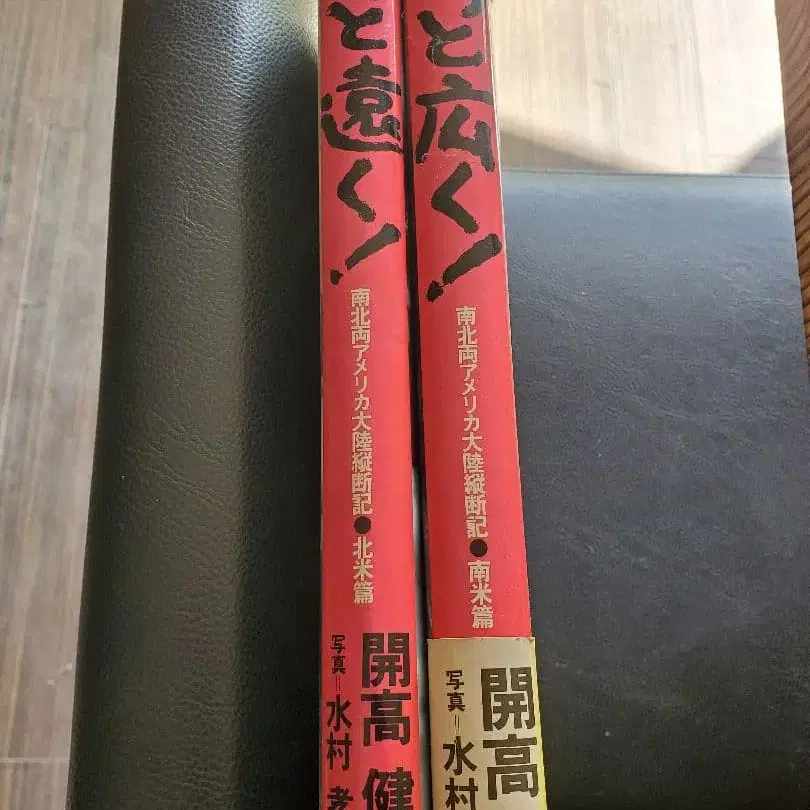 と遠く!
南北両アメリカ大陸縦断記●北米篇
開高 健
写真=水村 孝
と広く!
南北両アメリカ大陸縦断記●南米篇
開高
写真=水村